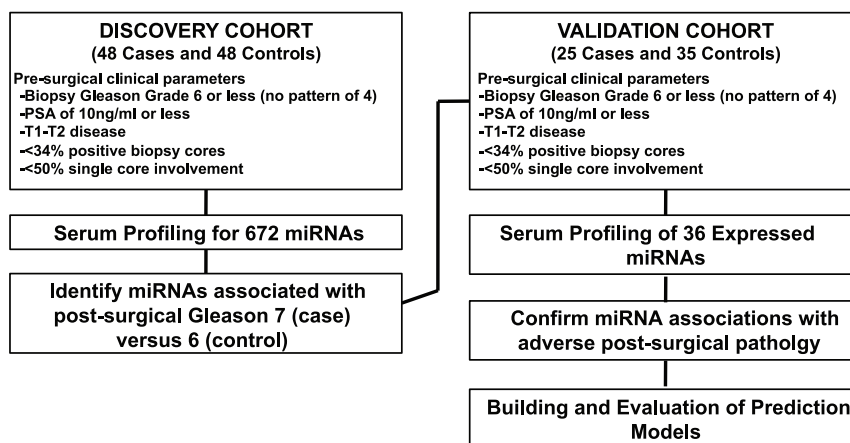 DISCOVERY COHORT
(48 Cases and 48 Controls)
Pre-surgical clinical parameters
-Biopsy Gleason Grade 6 or less (no pattern of 4)
-PSA of 10ng/ml or less
-T1-T2 disease
-<34% positive biopsy cores
-<50% single core involvement
Serum Profiling for 672 miRNAs
Identify miRNAs associated with
post-surgical Gleason 7 (case)
versus 6 (control)
VALIDATION COHORT
(25 Cases and 35 Controls)
Pre-surgical clinical parameters
-Biopsy Gleason Grade 6 or less (no pattern of 4)
-PSA of 10ng/ml or less
-T1-T2 disease
-<34% positive biopsy cores
-<50% single core involvement
Serum Profiling of 36 Expressed
miRNAs
Confirm miRNA associations with
adverse post-surgical patholgy
Building and Evaluation of Prediction
Models